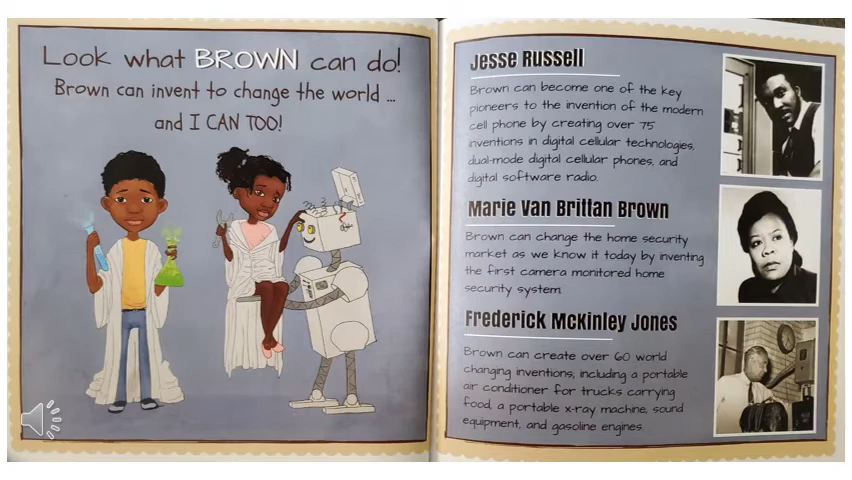 Look what BROWN can do!
Brown can invent to change the world ...
and I CAN TOO!
Jesse Russell
Brown can become one of the key
pioneers to the invention of the modern
cell phone by creating over 75
inventions in digital cellular technologies,
dual-mode digital cellular phones, and
digital software radio.
Marie Van Brittan Brown
Brown can change the home security
market as we know it today by inventing
the first camera monitored home
security system.
Frederick McKinley Jones
Brown can create over 60 world
changing inventions, including a portable
air conditioner for trucks carrying
food, a portable x-ray machine, sound
equipment, and gasoline engines.